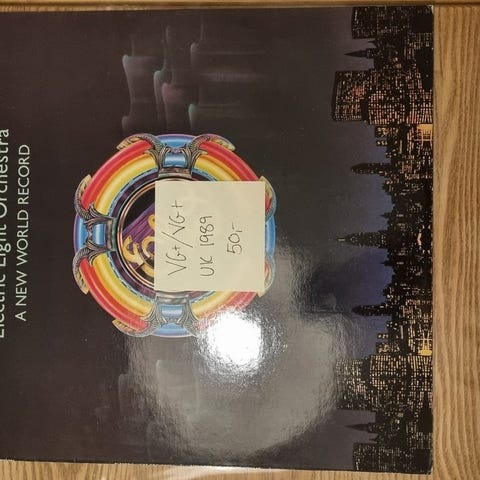 Electric Light Orchestra
A NEW WORLD RECORD
VG+/VG+
UK 1989
50,-